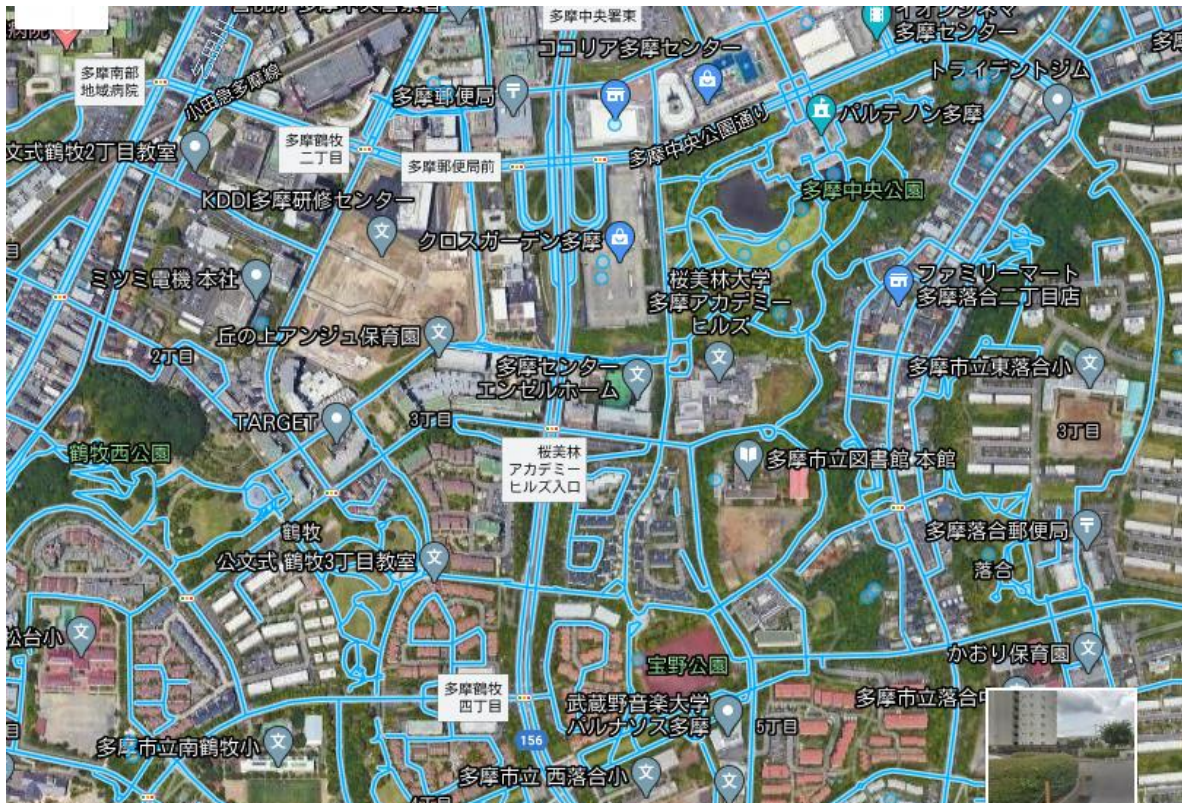 多摩中央署東
イオンシネマ
多摩センター
ココリア多摩センター
多摩南部
地域病院
小田急多摩線
多摩郵便局
トライデントジム
パルテノン多摩
多摩鶴牧
二丁目
多摩郵便局前
多摩中央公園通り
文式鶴牧2丁目教室
KDDI多摩研修センター
多摩中央公園
クロスガーデン多摩
ミツミ電機 本社
桜美林大学
多摩アカデミー
ヒルズ
ファミリーマート
多摩落合二丁目店
丘の上アンジュ保育園
2丁目
多摩センター
エンゼルホーム
多摩市立東落合小
TARGET
3丁目
3丁目
鶴牧西公園
桜美林
アカデミー
ヒルズ入口
多摩市立図書館 本館
鶴牧
多摩落合郵便局
公文式 鶴牧3丁目教室
落合
松台小
宝野公園
かおり保育園
多摩鶴牧
四丁目
武蔵野音楽大学
パルナソス多摩
多摩市立落合中
5丁目
156
多摩市立南鶴牧小
多摩市立 西落合小